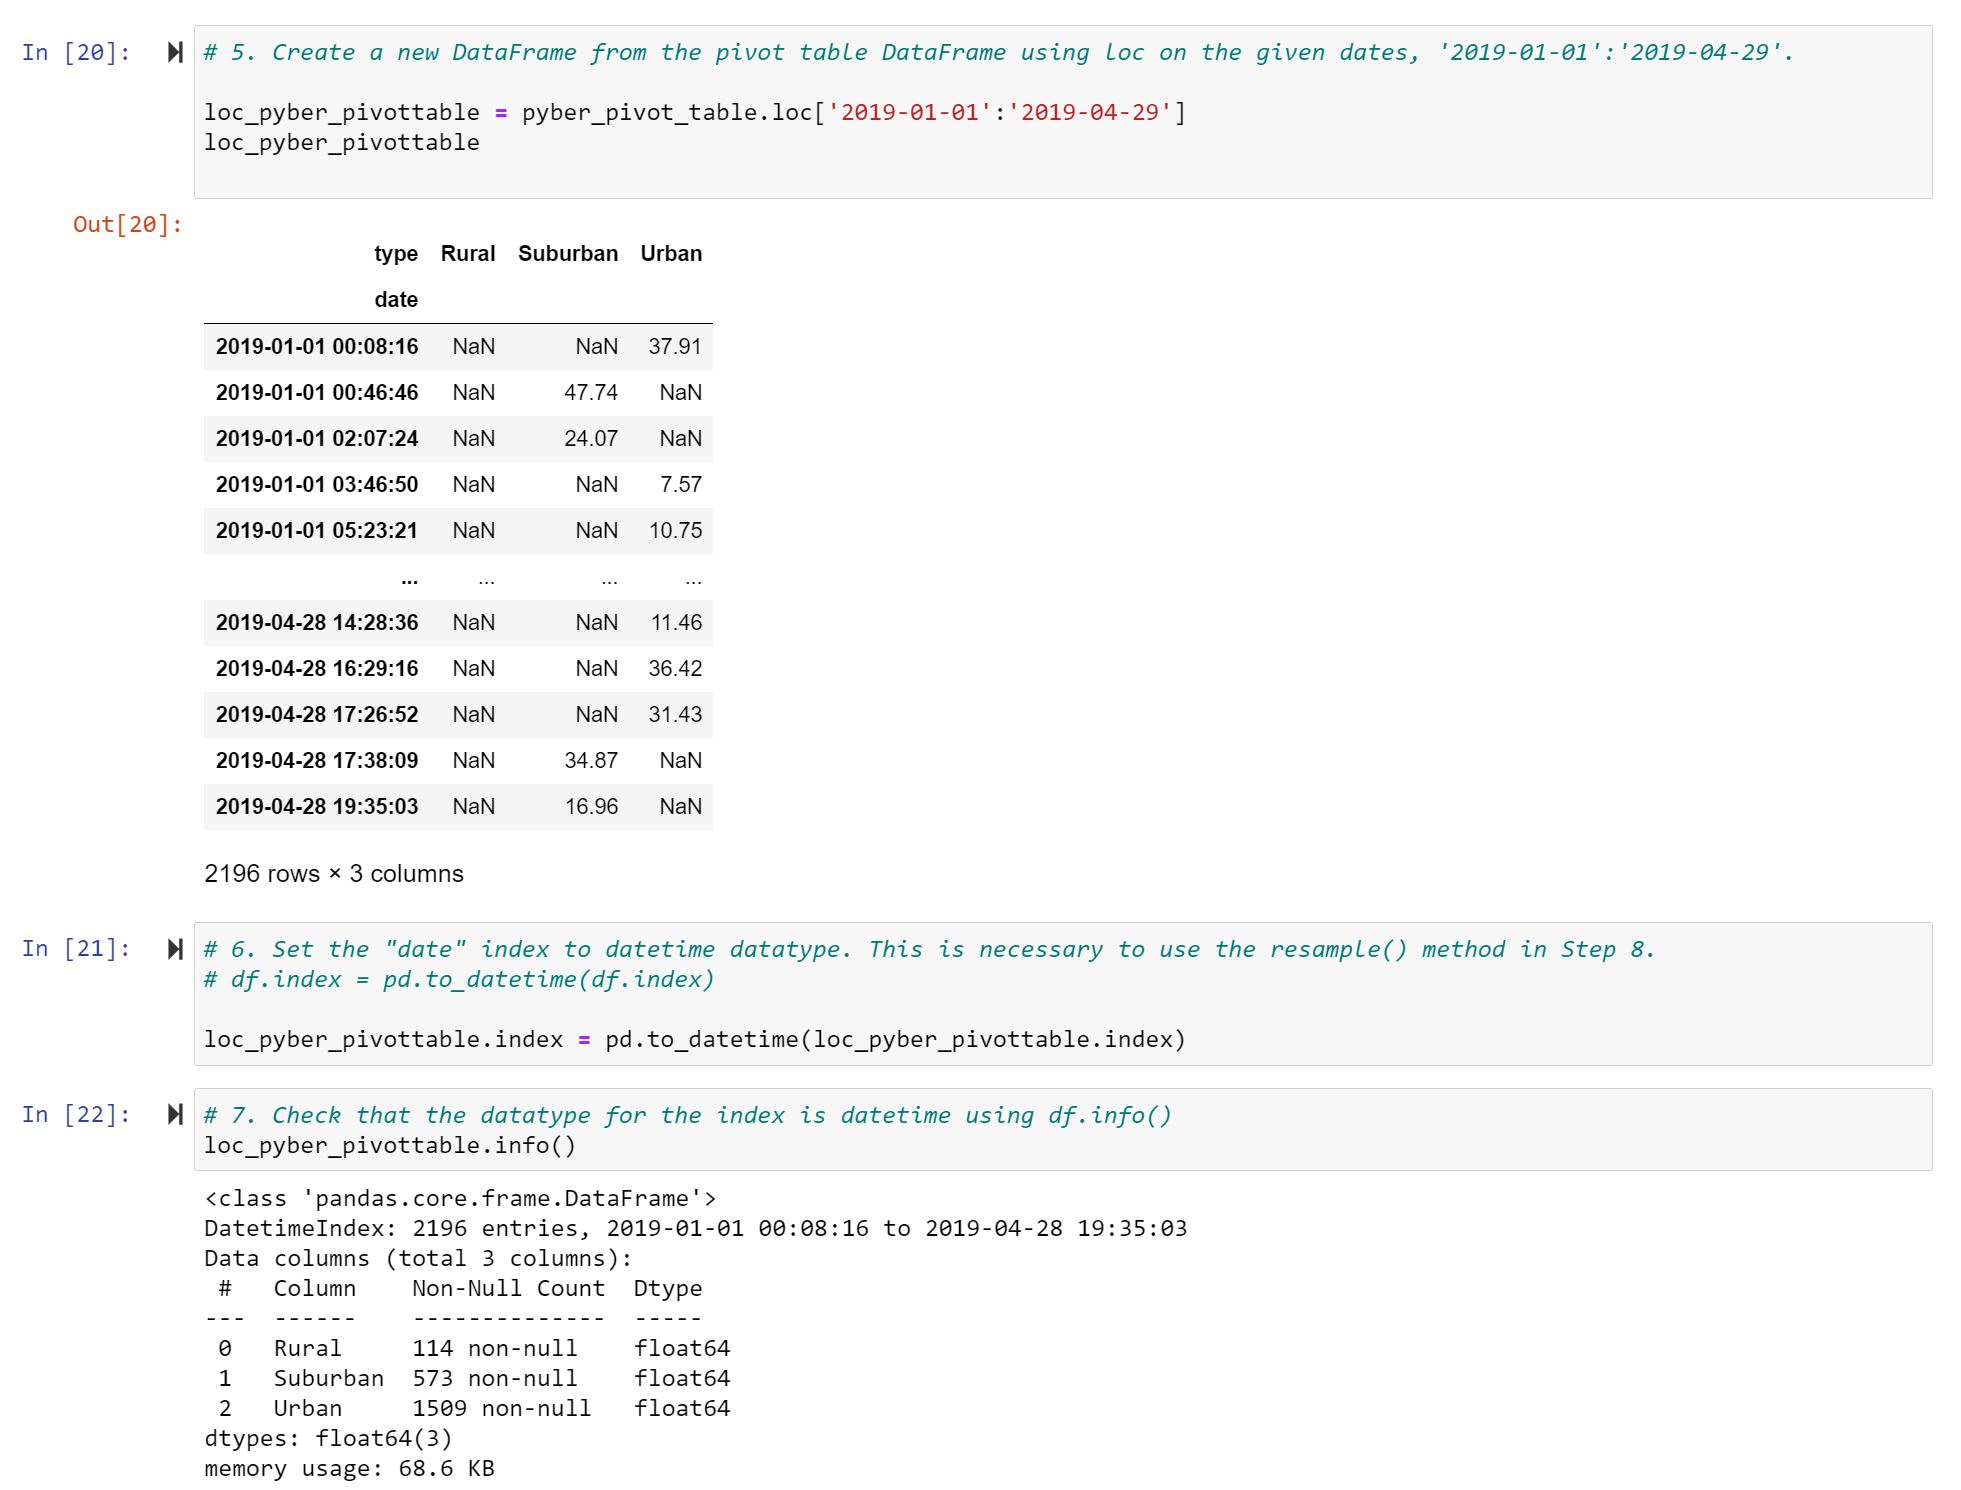 In [20]:
# 5. Create a new DataFrame from the pivot table DataFrame using loc on the given dates, '2019-01-01':'2019-04-29'.
loc_pyber_pivottable = pyber_pivot_table.loc['2019-01-01':'2019-04-29']
loc_pyber_pivottable
Out[20]:
type Rural Suburban Urban
date
2019-01-01 00:08:16 NaN NaN 37.91
2019-01-01 00:46:46 NaN 47.74 NaN
2019-01-01 02:07:24 NaN 24.07 NaN
2019-01-01 03:46:50 NaN NaN 7.57
2019-01-01 05:23:21 NaN NaN 10.75
... ... ... ...
2019-04-28 14:28:36 NaN NaN 11.46
2019-04-28 16:29:16 NaN NaN 36.42
2019-04-28 17:26:52 NaN NaN 31.43
2019-04-28 17:38:09 NaN 34.87 NaN
2019-04-28 19:35:03 NaN 16.96 NaN
2196 rows × 3 columns
In [21]:
# 6. Set the "date" index to datetime datatype. This is necessary to use the resample() method in Step 8.
# df.index = pd.to_datetime(df.index)
loc_pyber_pivottable.index = pd.to_datetime(loc_pyber_pivottable.index)
In [22]:
# 7. Check that the datatype for the index is datetime using df.info()
loc_pyber_pivottable.info()
<class 'pandas.core.frame.DataFrame'>
DatetimeIndex: 2196 entries, 2019-01-01 00:08:16 to 2019-04-28 19:35:03
Data columns (total 3 columns):
 #   Column    Non-Null Count  Dtype
---  ------    --------------  -----
 0   Rural     114 non-null    float64
 1   Suburban  573 non-null    float64
 2   Urban     1509 non-null   float64
dtypes: float64(3)
memory usage: 68.6 KB